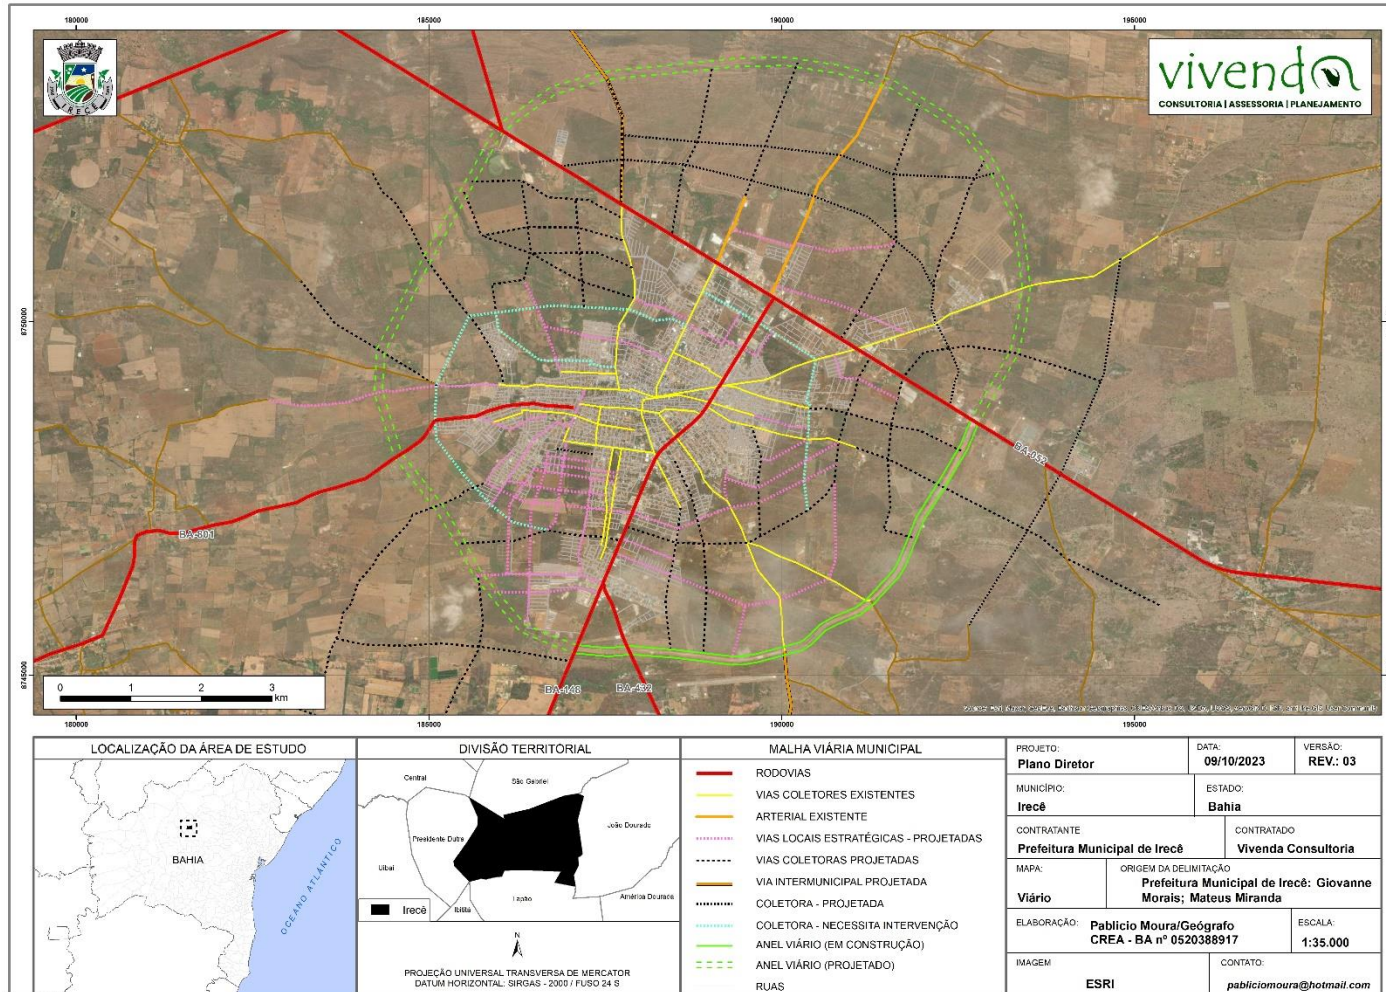 180000
185000
190000
195000
IRECÊ
vivenda
CONSULTORIA | ASSESSORIA | PLANEJAMENTO
8750000
BA-052
BA-801
8745000
BA-146
BA-432
0 1 2 3
km
180000
185000
190000
195000
LOCALIZAÇÃO DA ÁREA DE ESTUDO
BAHIA
OCEANO ATLÂNTICO
DIVISÃO TERRITORIAL
Central
São Gabriel
João Dourado
Presidente Dutra
Uibaí
Ibititá
Lapão
América Dourada
Irecê
N
PROJEÇÃO UNIVERSAL TRANSVERSA DE MERCATOR
DATUM HORIZONTAL: SIRGAS - 2000 / FUSO 24 S
MALHA VIÁRIA MUNICIPAL
RODOVIAS
VIAS COLETORES EXISTENTES
ARTERIAL EXISTENTE
VIAS LOCAIS ESTRATÉGICAS - PROJETADAS
VIAS COLETORAS PROJETADAS
VIA INTERMUNICIPAL PROJETADA
COLETORA - PROJETADA
COLETORA - NECESSITA INTERVENÇÃO
ANEL VIÁRIO (EM CONSTRUÇÃO)
ANEL VIÁRIO (PROJETADO)
RUAS
PROJETO:
Plano Diretor
DATA:
09/10/2023
VERSÃO:
REV.: 03
MUNICÍPIO:
Irecê
ESTADO:
Bahia
CONTRATANTE
Prefeitura Municipal de Irecê
CONTRATADO
Vivenda Consultoria
MAPA:
Viário
ORIGEM DA DELIMITAÇÃO
Prefeitura Municipal de Irecê: Giovanne
Morais; Mateus Miranda
ELABORAÇÃO: Pablicio Moura/Geógrafo
CREA - BA nº 0520388917
ESCALA:
1:35.000
IMAGEM
ESRI
CONTATO:
pabliciomoura@hotmail.com